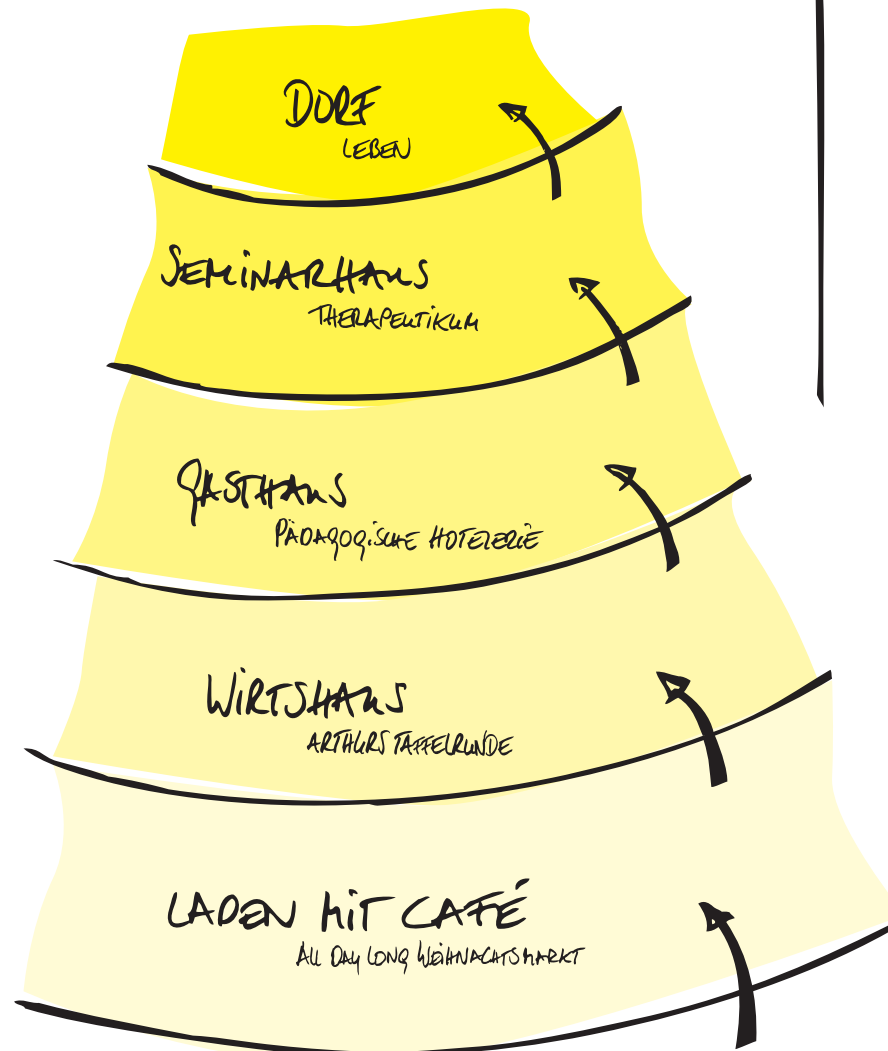 DORF
LEBEN
SEMINARHAUS
THERAPEUTIKUM
GASTHAUS
PÄDAGOGISCHE HOTELERIE
WIRTSHAUS
ARTHURS TAFFELRUNDE
LADEN MIT CAFÉ
ALL DAY LONG WEIHNACHTSMARKT